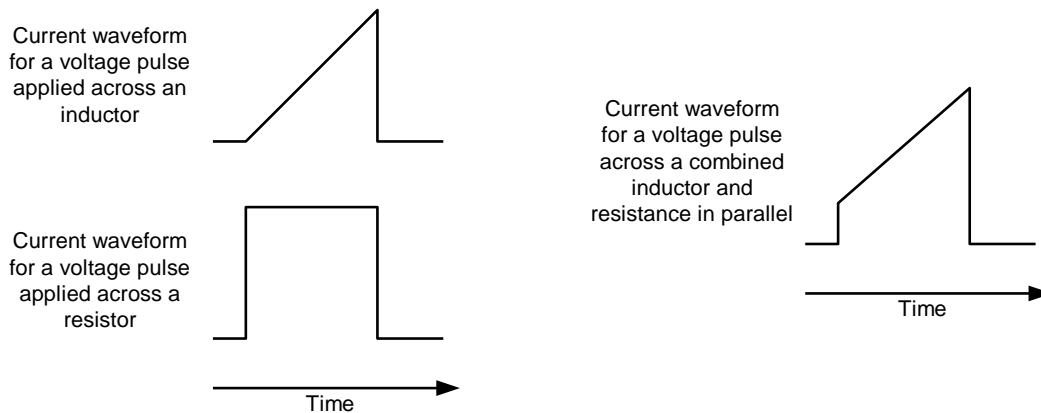 Current waveform
for a voltage pulse
applied across an
inductor
Current waveform
for a voltage pulse
applied across a
resistor
Time
Current waveform
for a voltage pulse
across a combined
inductor and
resistance in parallel
Time